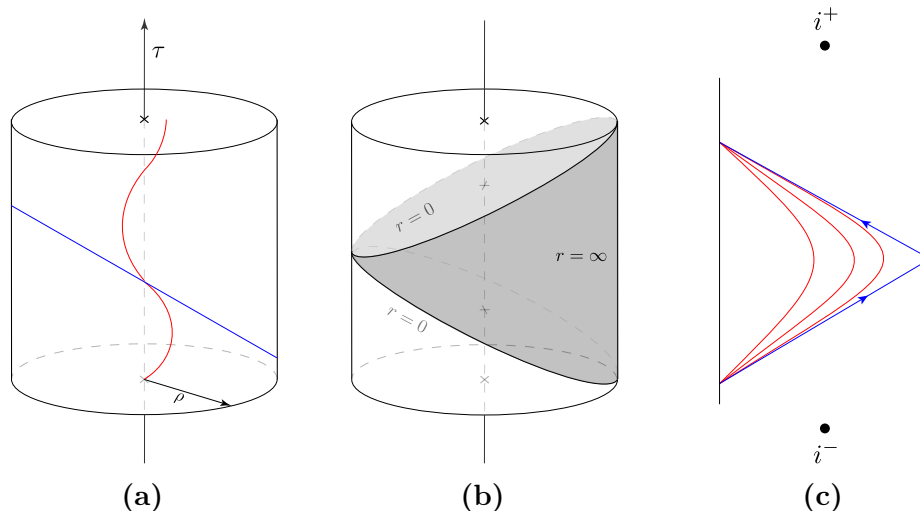 τ
ρ
(a)
r = 0
r = ∞
r = 0
(b)
i⁺
i⁻
(c)